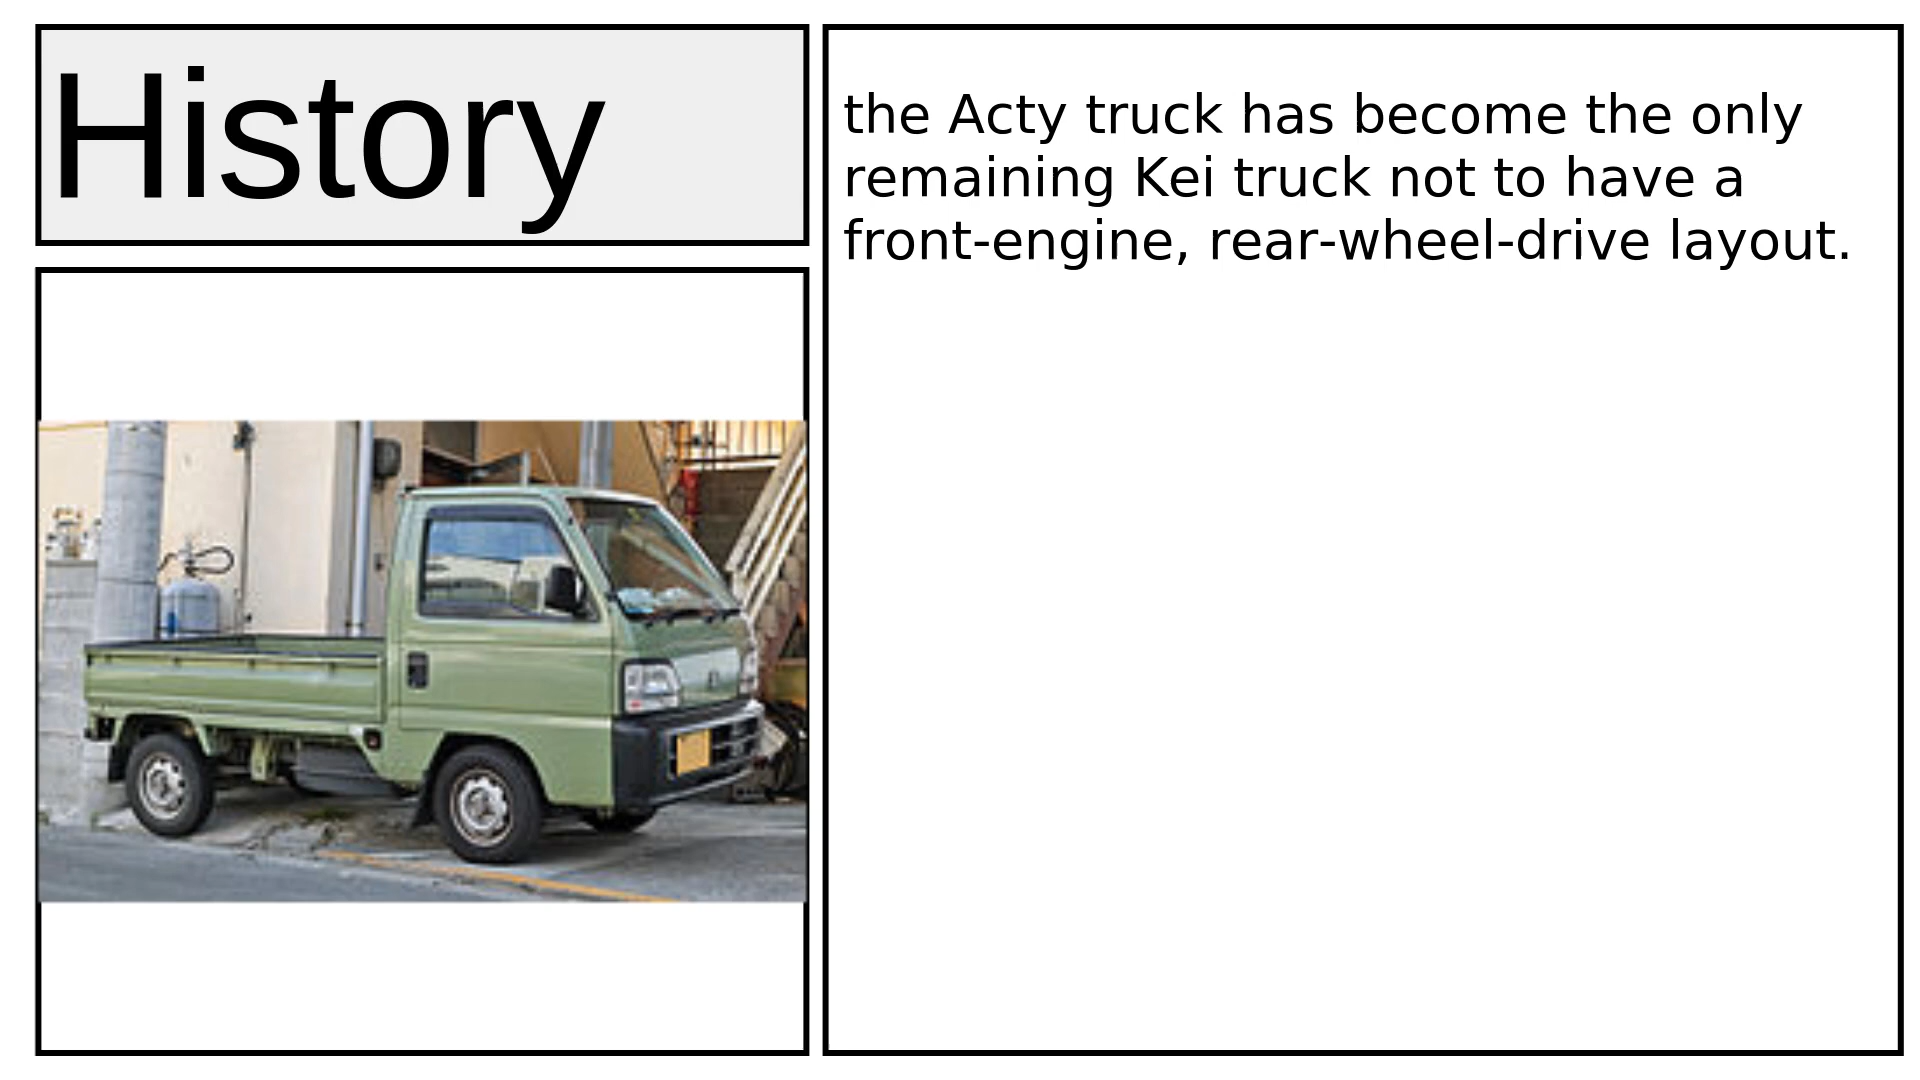 History
the Acty truck has become the only
remaining Kei truck not to have a
front-engine, rear-wheel-drive layout.